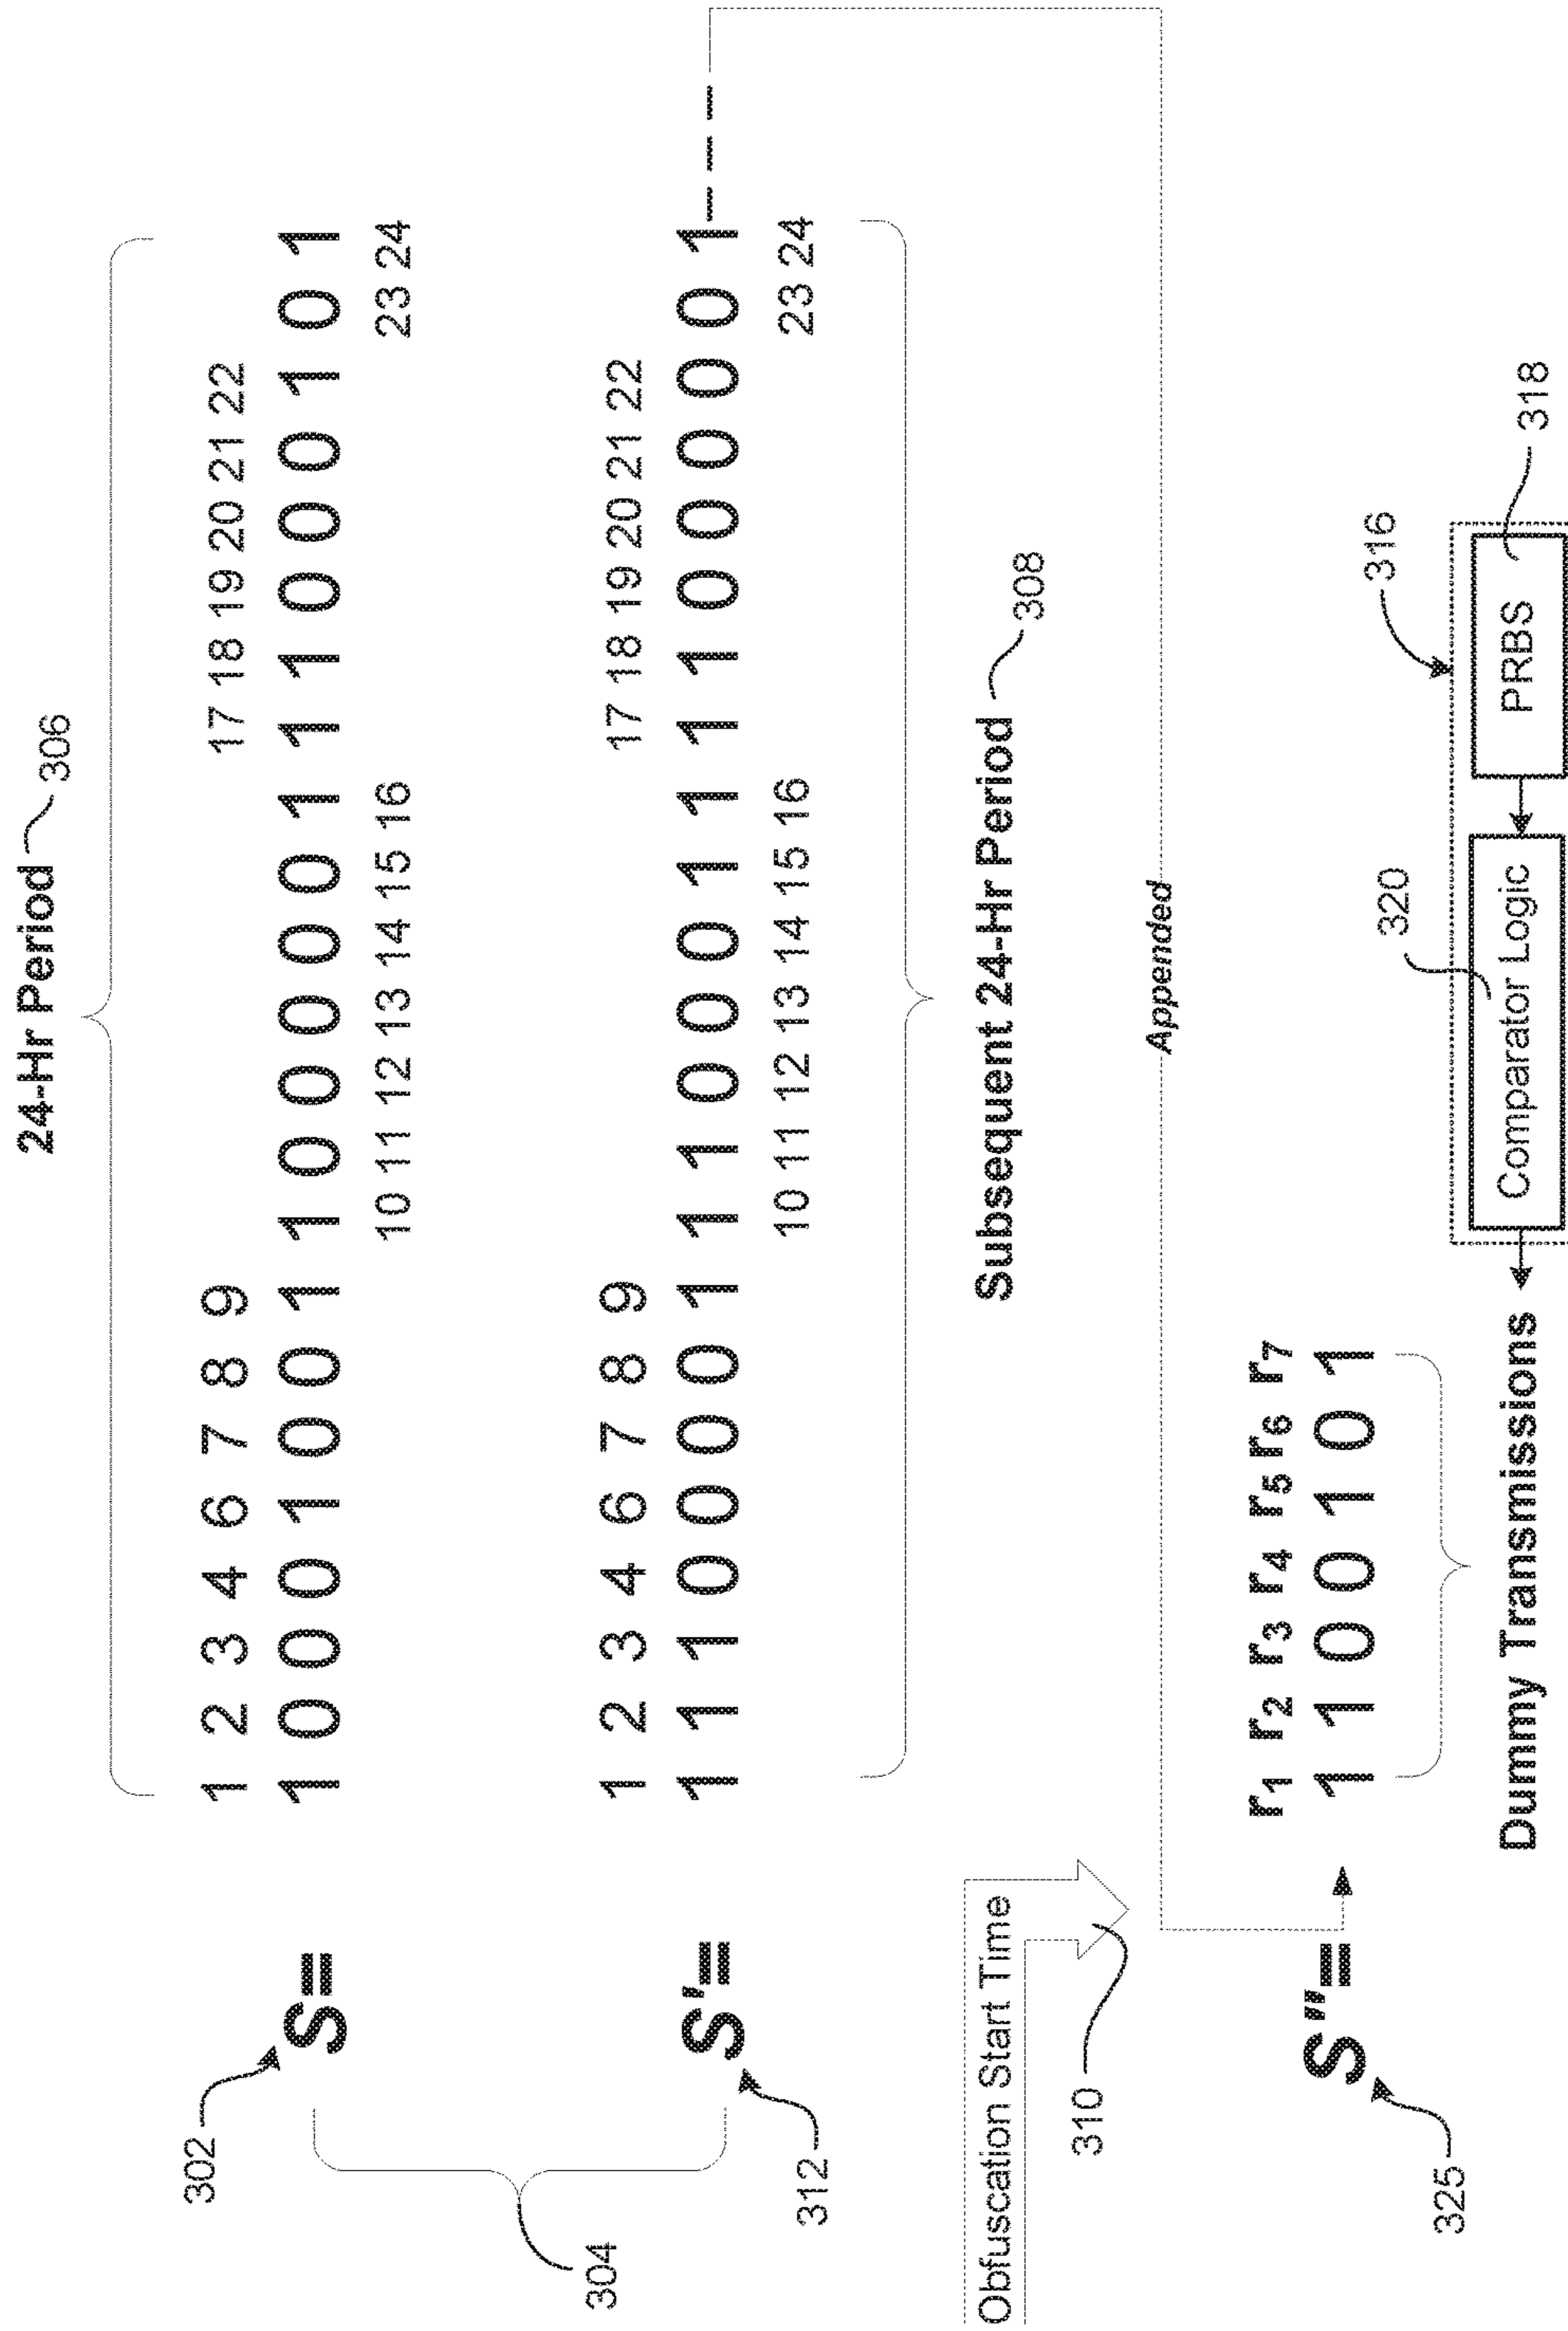 24-Hr Period 306
1 2 3 4 6 7 8 9 17 18 19 20 21 22
302 S= 1 0 0 0 1 0 0 1 1 0 0 0 0 0 1 1 1 0 0 0 1 0 1
10 11 12 13 14 15 16 23 24
304
1 2 3 4 6 7 8 9 17 18 19 20 21 22
S'= 1 1 1 0 0 0 0 1 1 1 0 0 0 1 1 1 1 0 0 0 0 0 1
312 10 11 12 13 14 15 16 23 24
Subsequent 24-Hr Period 308
Obfuscation Start Time
310
Appended
r₁ r₂ r₃ r₄ r₅ r₆ r₇
S''= 1 1 0 0 1 0 1
325
320 316
Dummy Transmissions Comparator Logic PRBS
318